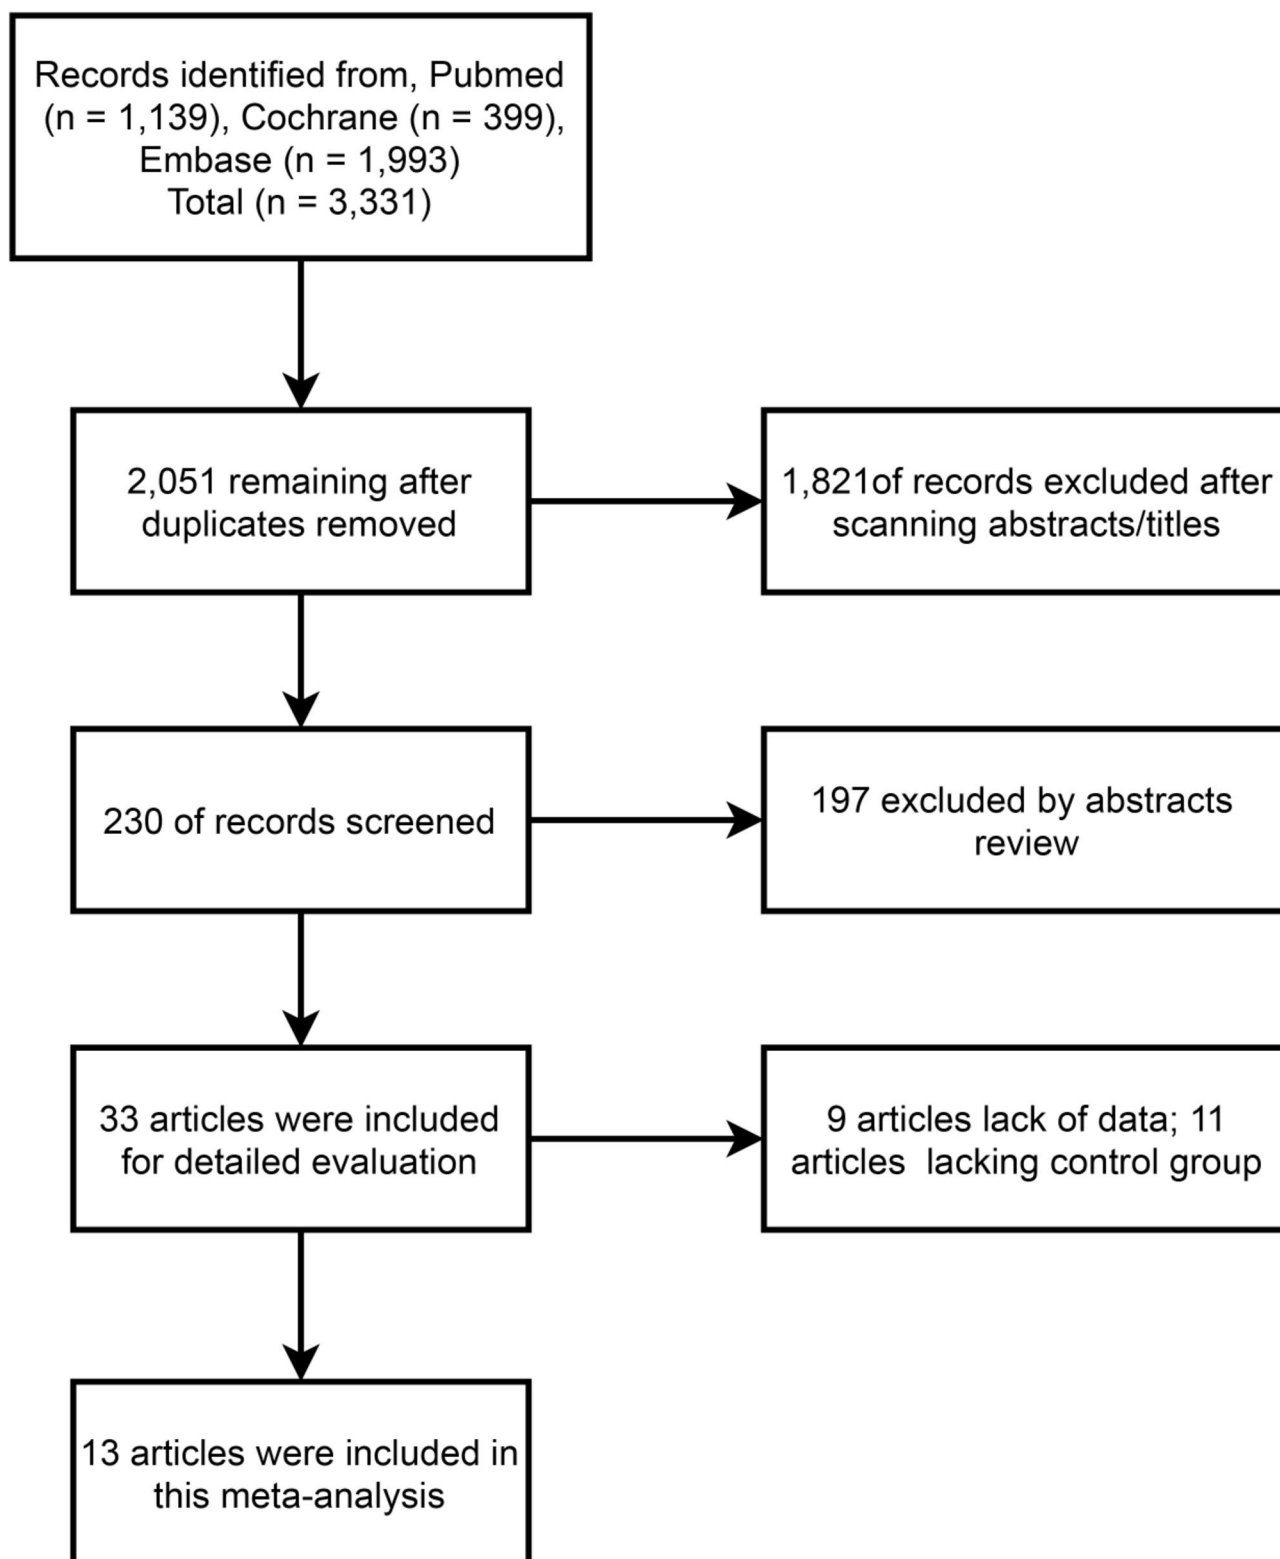 Records identified from, Pubmed
(n = 1,139), Cochrane (n = 399),
Embase (n = 1,993)
Total (n = 3,331)
2,051 remaining after
duplicates removed
1,821of records excluded after
scanning abstracts/titles
230 of records screened
197 excluded by abstracts
review
33 articles were included
for detailed evaluation
9 articles lack of data; 11
articles  lacking control group
13 articles were included in
this meta-analysis